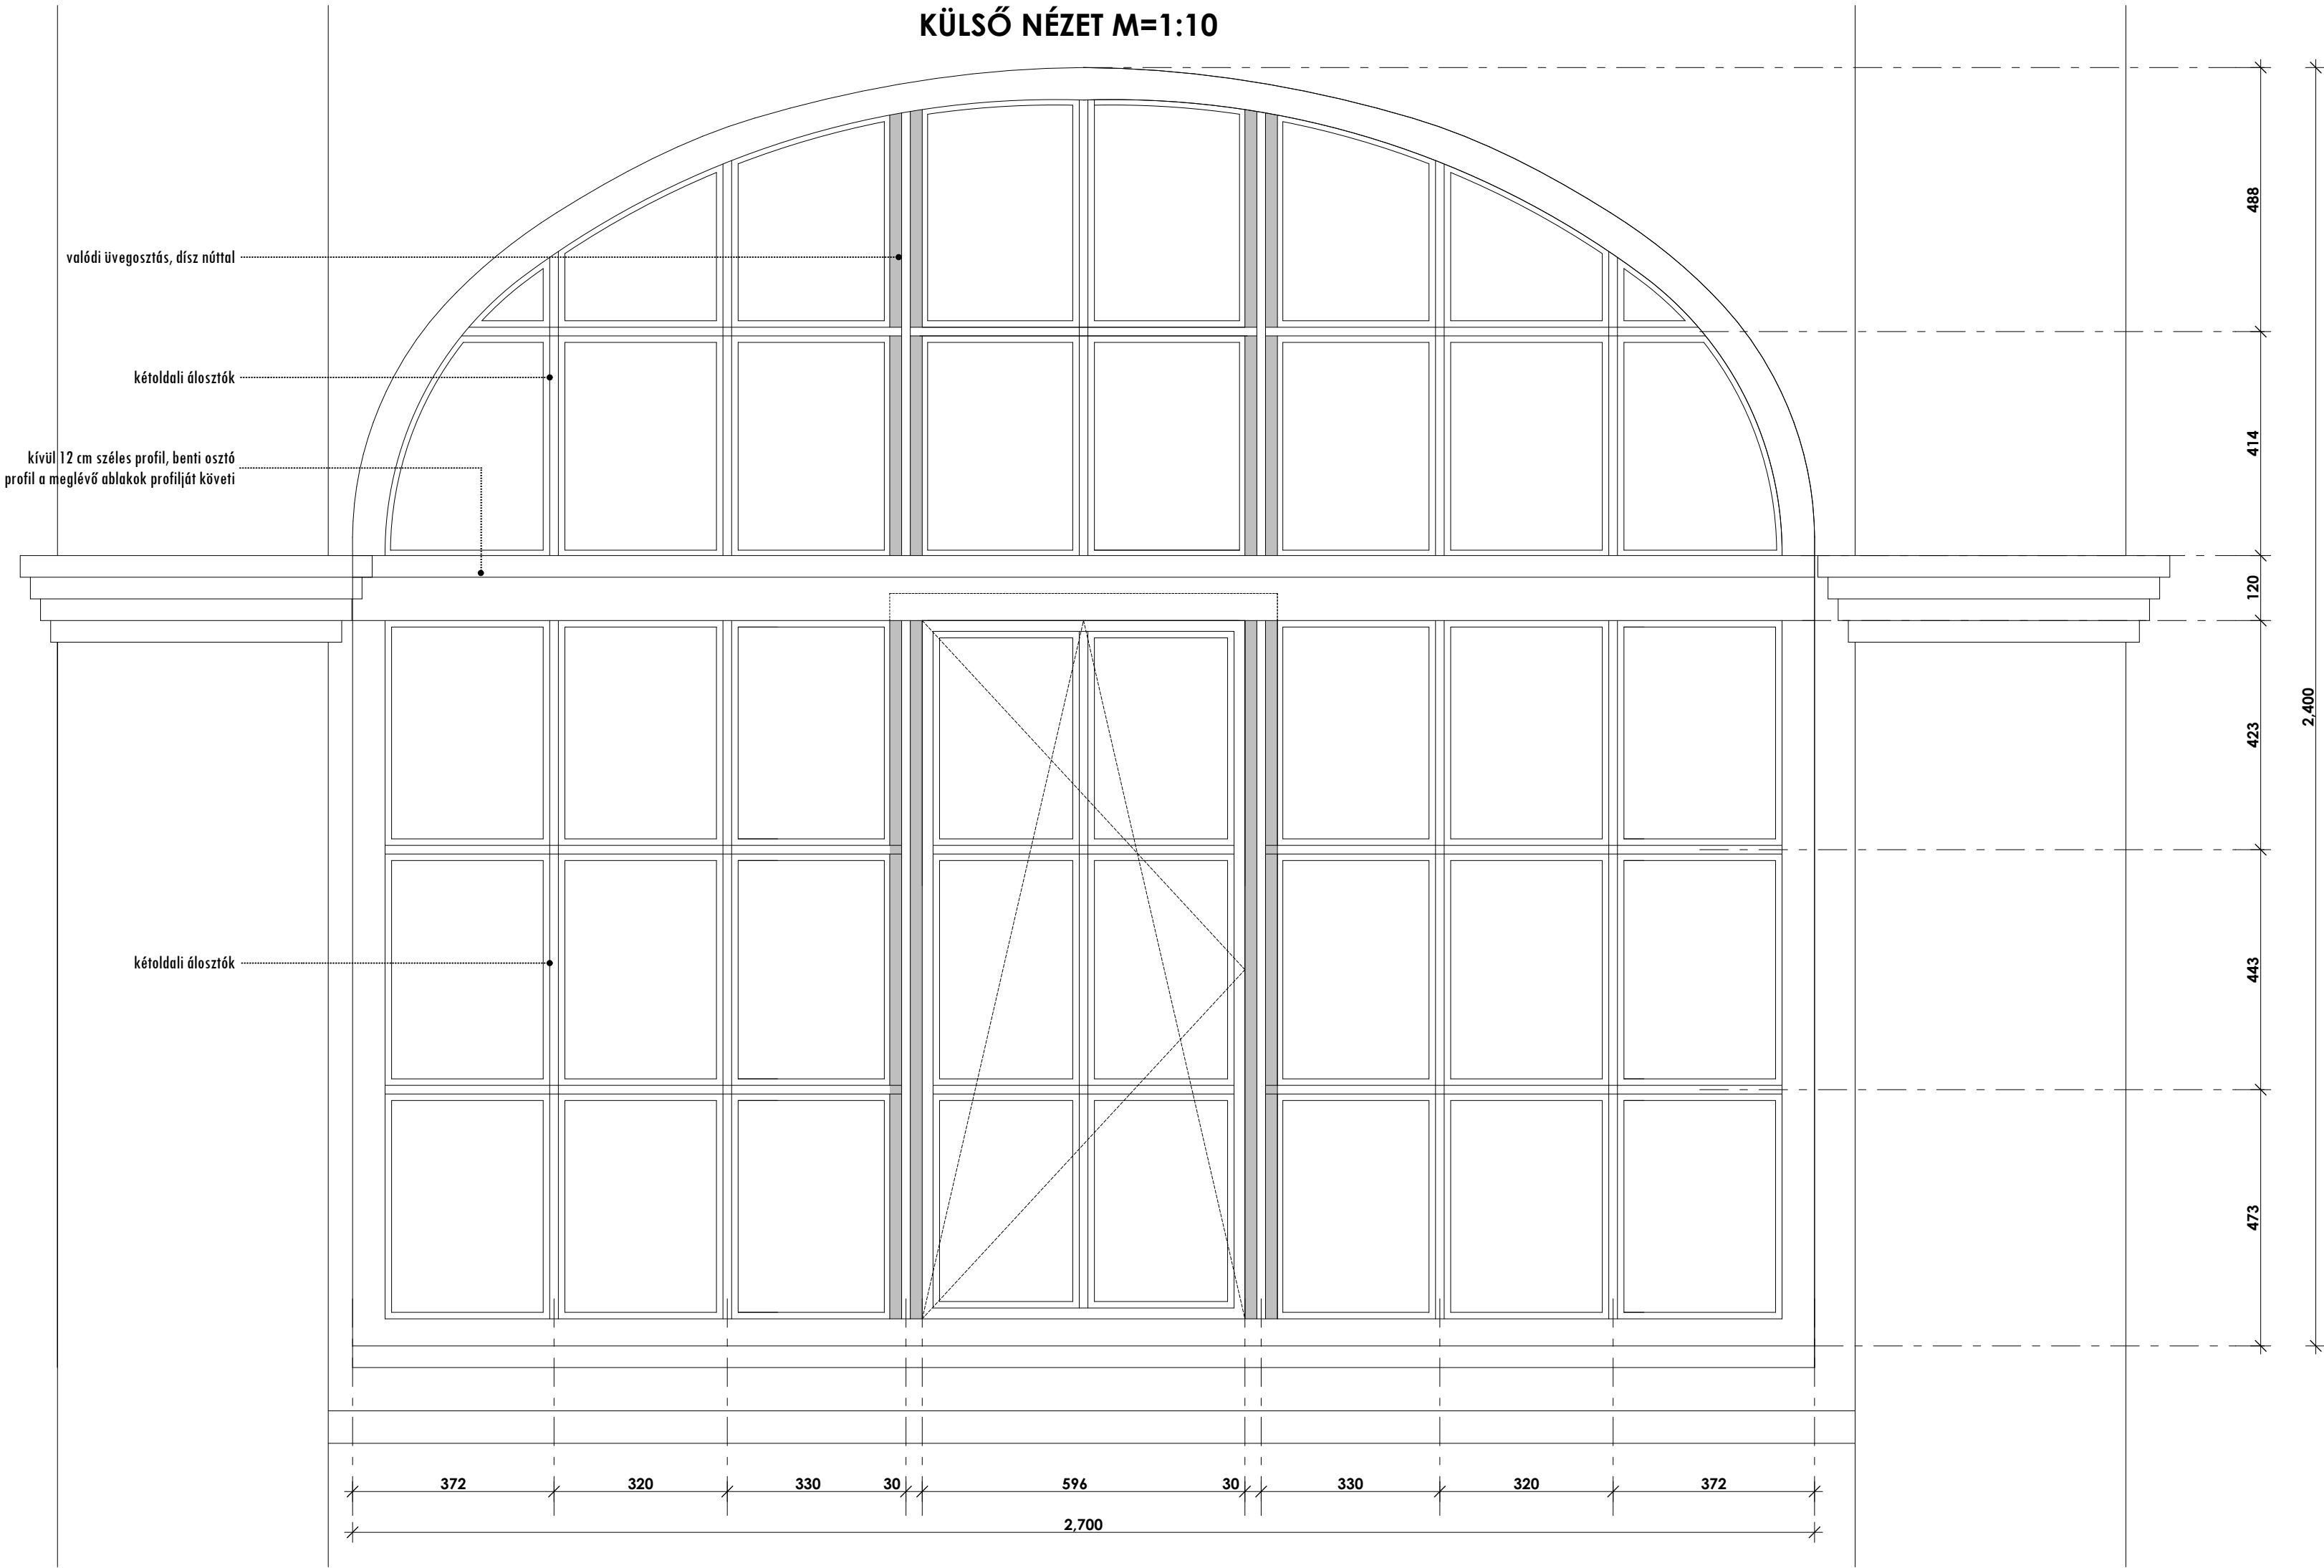 KÜLSŐ NÉZET M=1:10
valódi üvegosztás, dísz núttal
kétoldali álosztók
kívül 12 cm széles profil, benti osztó
profil a meglévő ablakok profilját követi
kétoldali álosztók
488
414
120
423
443
473
2,400
372
320
330
30
596
30
330
320
372
2,700